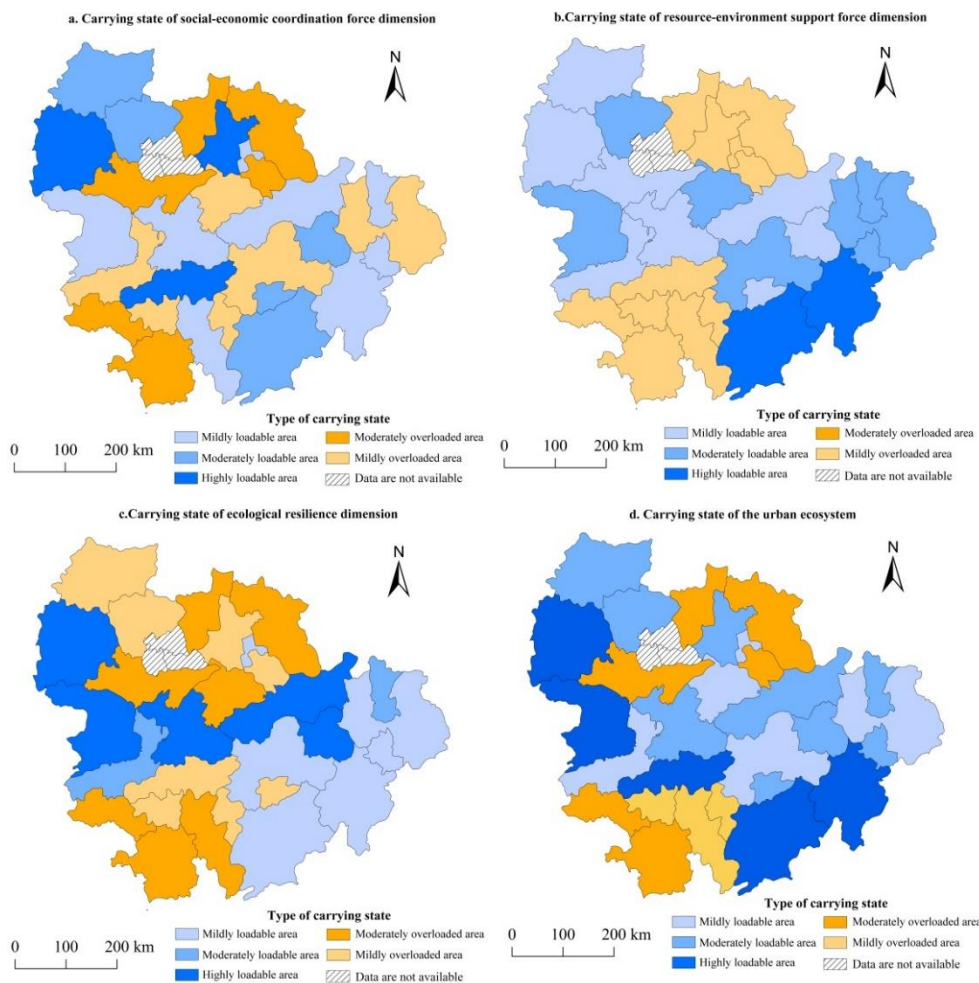 a. Carrying state of social-economic coordination force dimension
N
Type of carrying state
Mildly loadable area
Moderately overloaded area
Moderately loadable area
Mildly overloaded area
Highly loadable area
Data are not available
0 100 200 km
b.Carrying state of resource-environment support force dimension
N
Type of carrying state
Mildly loadable area
Moderately overloaded area
Moderately loadable area
Mildly overloaded area
Highly loadable area
Data are not available
0 100 200 km
c.Carrying state of ecological resilience dimension
N
Type of carrying state
Mildly loadable area
Moderately overloaded area
Moderately loadable area
Mildly overloaded area
Highly loadable area
Data are not available
0 100 200 km
d. Carrying state of the urban ecosystem
N
Type of carrying state
Mildly loadable area
Moderately overloaded area
Moderately loadable area
Mildly overloaded area
Highly loadable area
Data are not available
0 100 200 km